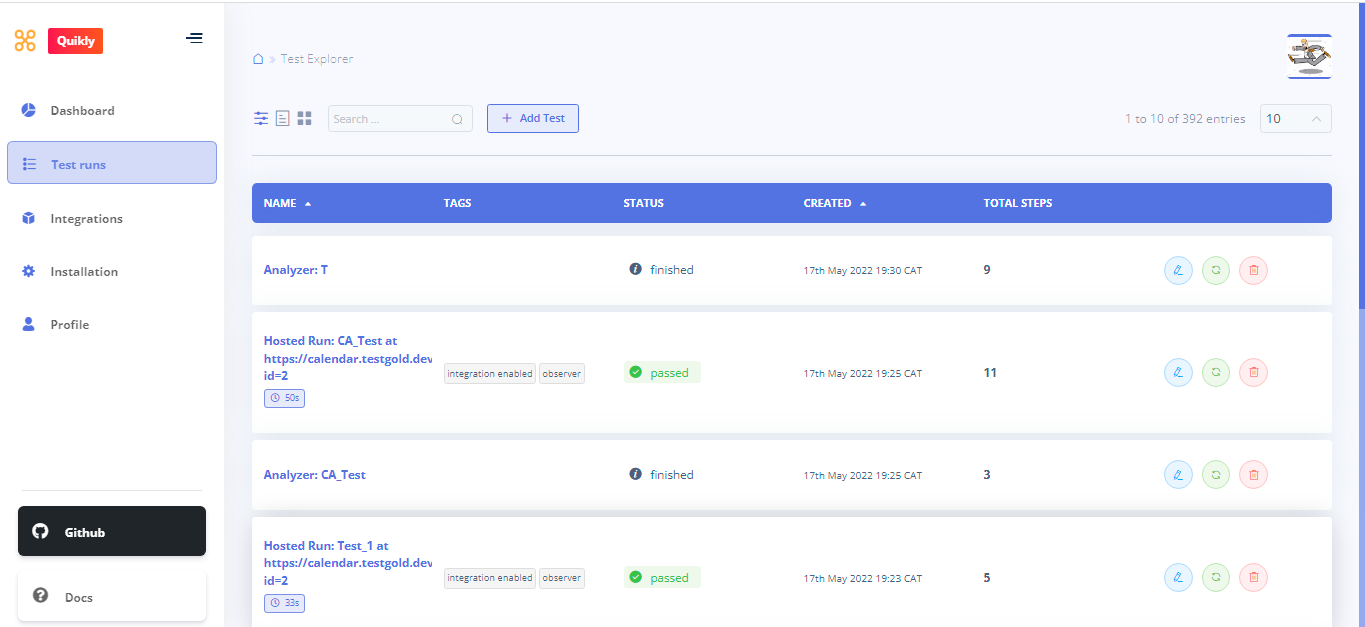 Quikly
Dashboard
Test runs
Integrations
Installation
Profile
Github
Docs
» Test Explorer
Search ...
+ Add Test
1 to 10 of 392 entries
10
NAME TAGS STATUS CREATED TOTAL STEPS
Analyzer: T finished 17th May 2022 19:30 CAT 9
Hosted Run: CA_Test at
https://calendar.testgold.dev
id=2
50s
integration enabled observer passed 17th May 2022 19:25 CAT 11
Analyzer: CA_Test finished 17th May 2022 19:25 CAT 3
Hosted Run: Test_1 at
https://calendar.testgold.dev
id=2
33s
integration enabled observer passed 17th May 2022 19:23 CAT 5